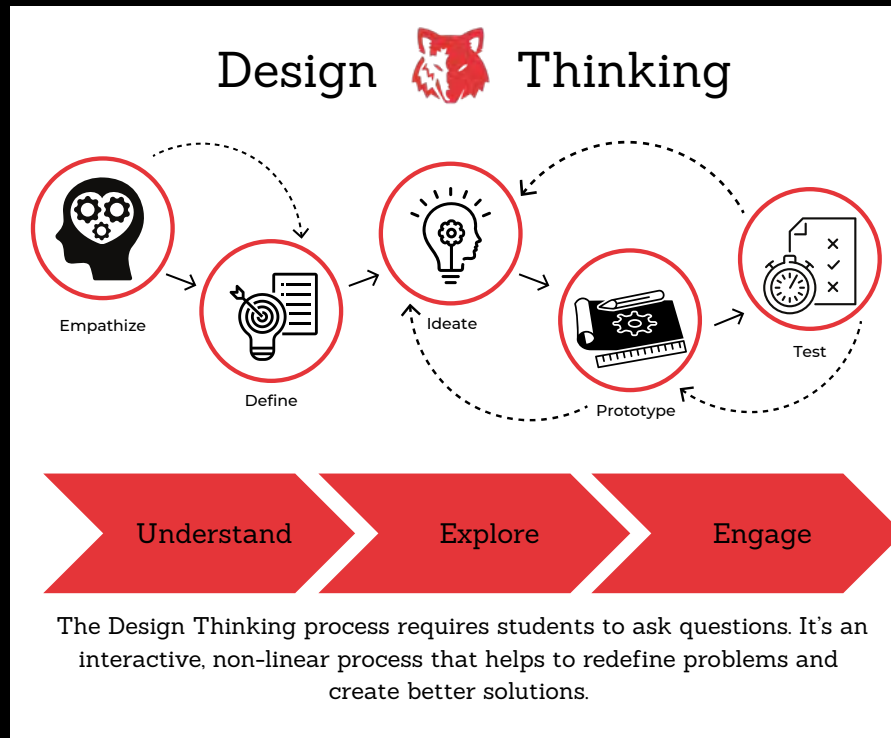 Design Thinking
Empathize
Define
Ideate
Prototype
Test
Understand
Explore
Engage
The Design Thinking process requires students to ask questions. It’s an
interactive, non-linear process that helps to redefine problems and
create better solutions.